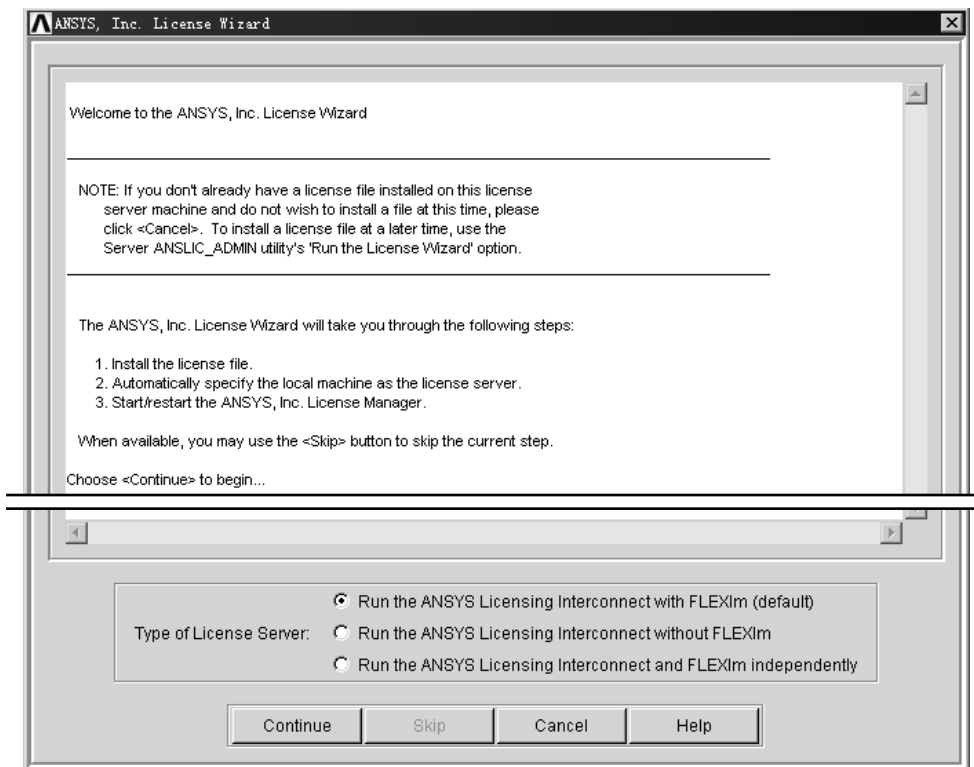 ANSYS, Inc. License Wizard
Welcome to the ANSYS, Inc. License Wizard
NOTE: If you don't already have a license file installed on this license
server machine and do not wish to install a file at this time, please
click <Cancel>. To install a license file at a later time, use the
Server ANSLIC_ADMIN utility's 'Run the License Wizard' option.
The ANSYS, Inc. License Wizard will take you through the following steps:
1. Install the license file.
2. Automatically specify the local machine as the license server.
3. Start/restart the ANSYS, Inc. License Manager.
When available, you may use the <Skip> button to skip the current step.
Choose <Continue> to begin...
Type of License Server:
Run the ANSYS Licensing Interconnect with FLEXlm (default)
Run the ANSYS Licensing Interconnect without FLEXlm
Run the ANSYS Licensing Interconnect and FLEXlm independently
Continue Skip Cancel Help